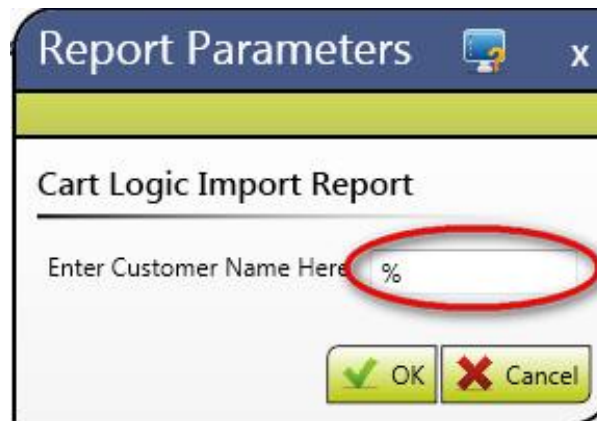 Report Parameters x
Cart Logic Import Report
Enter Customer Name Here %
OK Cancel